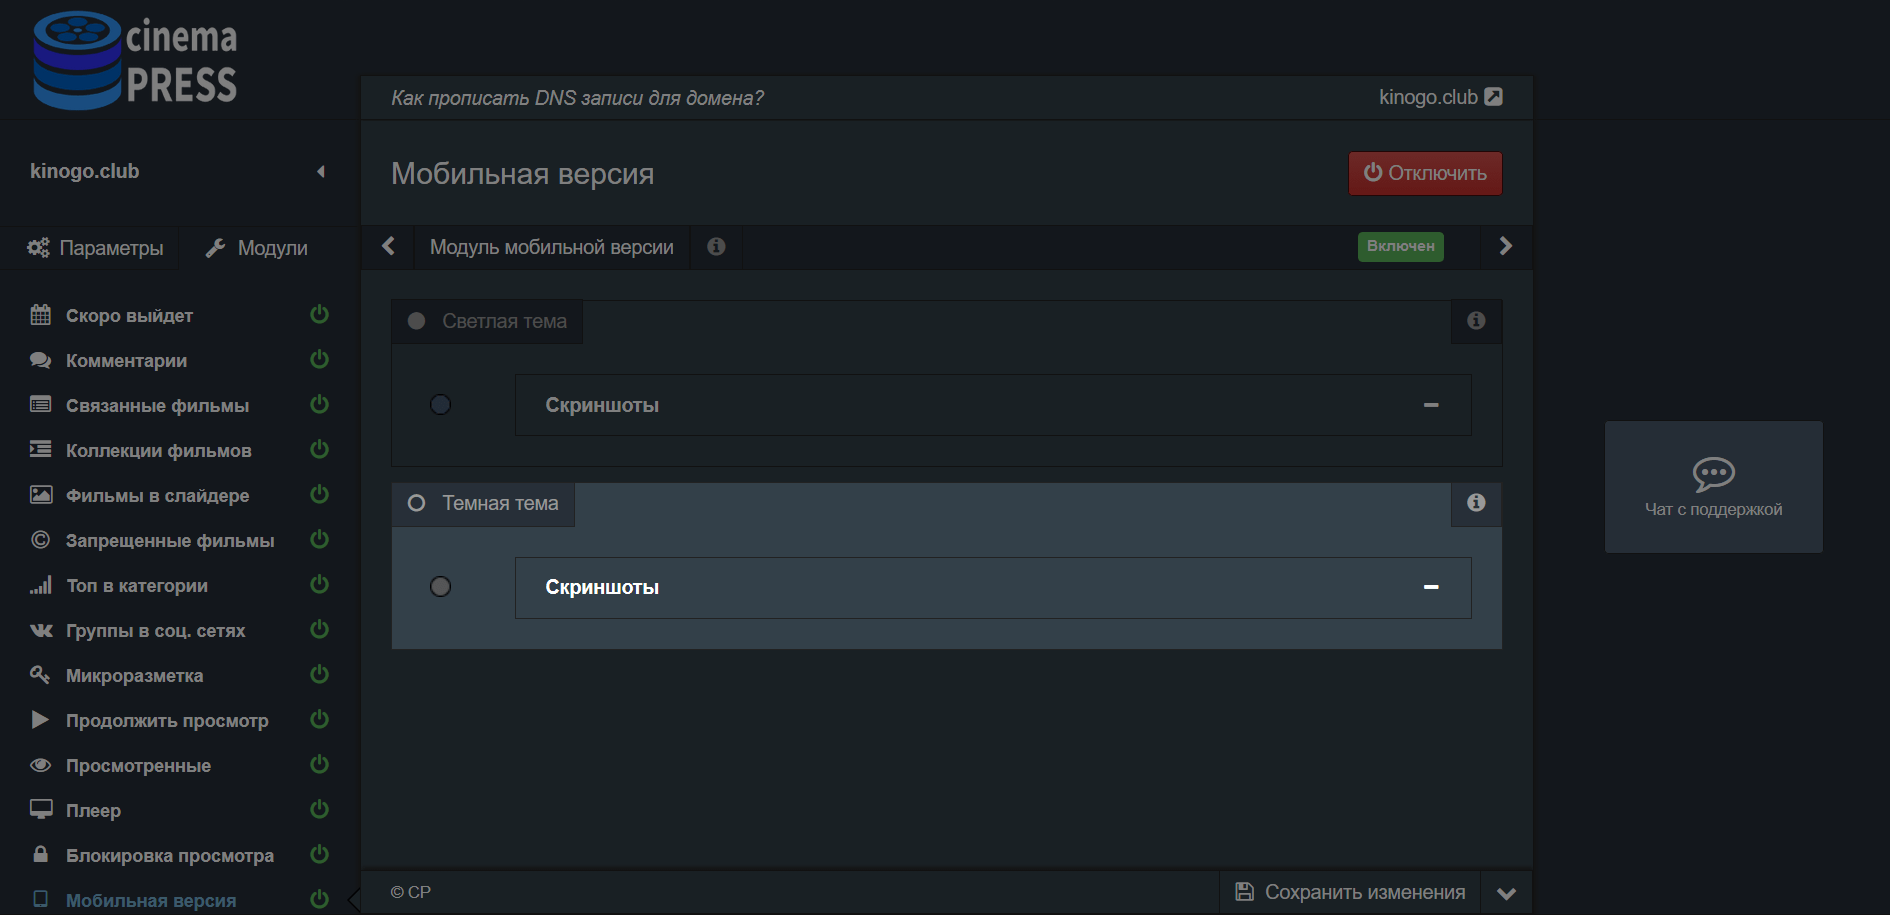 cinema
PRESS
Как прописать DNS записи для домена?
kinogo.club
kinogo.club
Мобильная версия
Отключить
Параметры
Модули
Модуль мобильной версии
Включен
Скоро выйдет
Комментарии
Связанные фильмы
Коллекции фильмов
Фильмы в слайдере
Запрещенные фильмы
Топ в категории
Группы в соц. сетях
Микроразметка
Продолжить просмотр
Просмотренные
Плеер
Блокировка просмотра
Мобильная версия
Светлая тема
Скриншоты
Темная тема
Скриншоты
Чат с поддержкой
© CP
Сохранить изменения